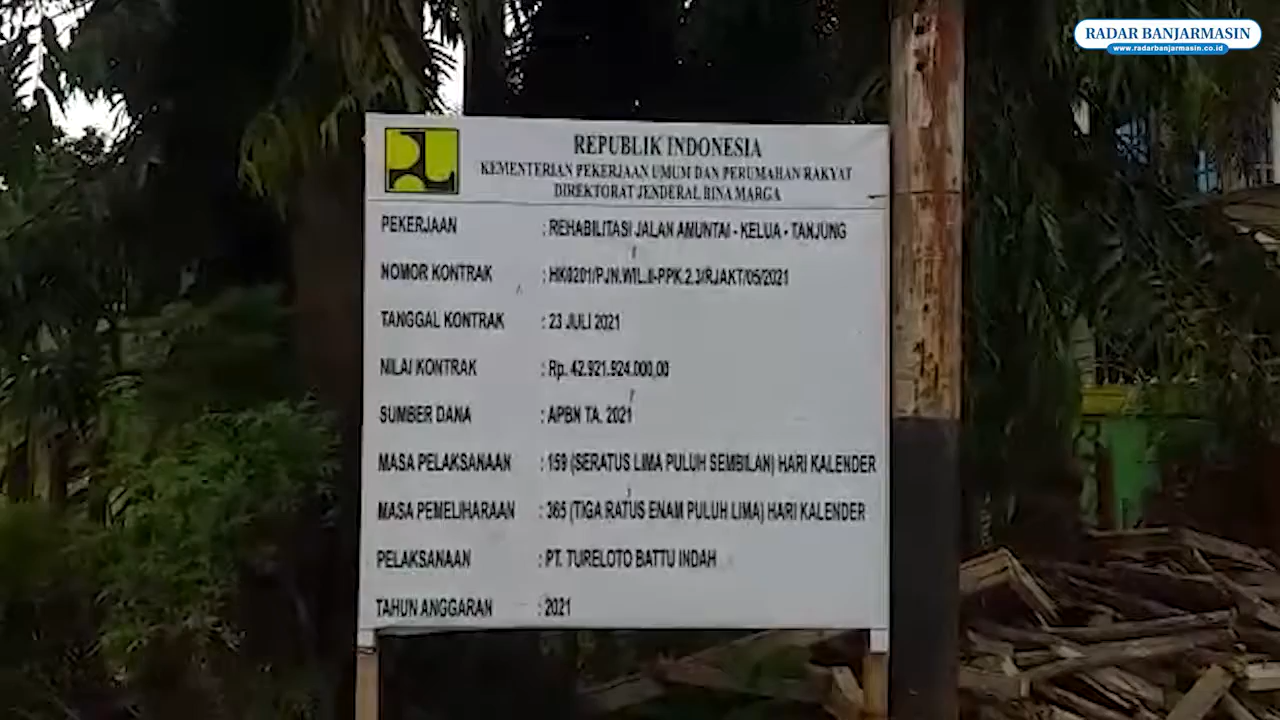 RADAR BANJARMASIN
www.radarbanjarmasin.co.id
REPUBLIK INDONESIA
KEMENTERIAN PEKERJAAN UMUM DAN PERUMAHAN RAKYAT
DIREKTORAT JENDERAL BINA MARGA
PEKERJAAN : REHABILITASI JALAN AMUNTAI - KELUA - TANJUNG
NOMOR KONTRAK : HK0201/PJN.WIL.II-PPK.2.3/RJAKT/05/2021
TANGGAL KONTRAK : 23 JULI 2021
NILAI KONTRAK : Rp. 42.921.924.000,00
SUMBER DANA : APBN TA. 2021
MASA PELAKSANAAN : 159 (SERATUS LIMA PULUH SEMBILAN) HARI KALENDER
MASA PEMELIHARAAN : 365 (TIGA RATUS ENAM PULUH LIMA) HARI KALENDER
PELAKSANAAN : PT. TURELOTO BATTU INDAH
TAHUN ANGGARAN : 2021